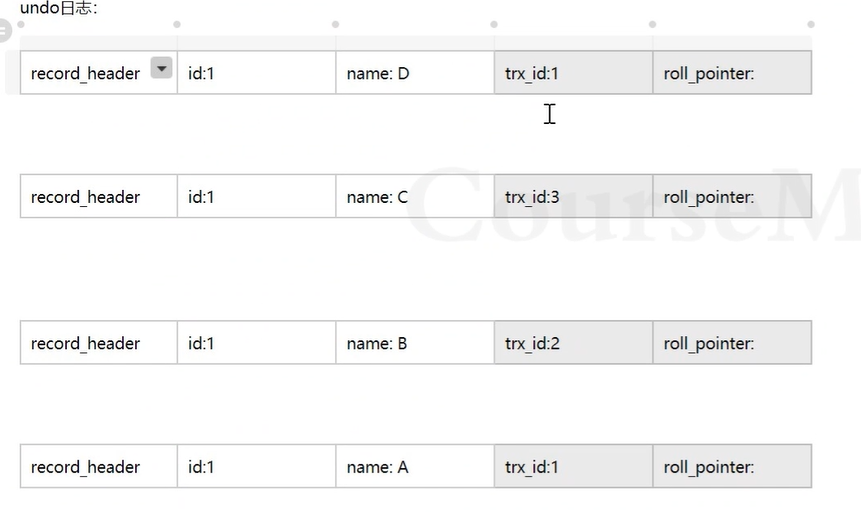 undo日志:
record_header id:1 name: D trx_id:1 roll_pointer:
record_header id:1 name: C trx_id:3 roll_pointer:
CourseM
record_header id:1 name: B trx_id:2 roll_pointer:
record_header id:1 name: A trx_id:1 roll_pointer: